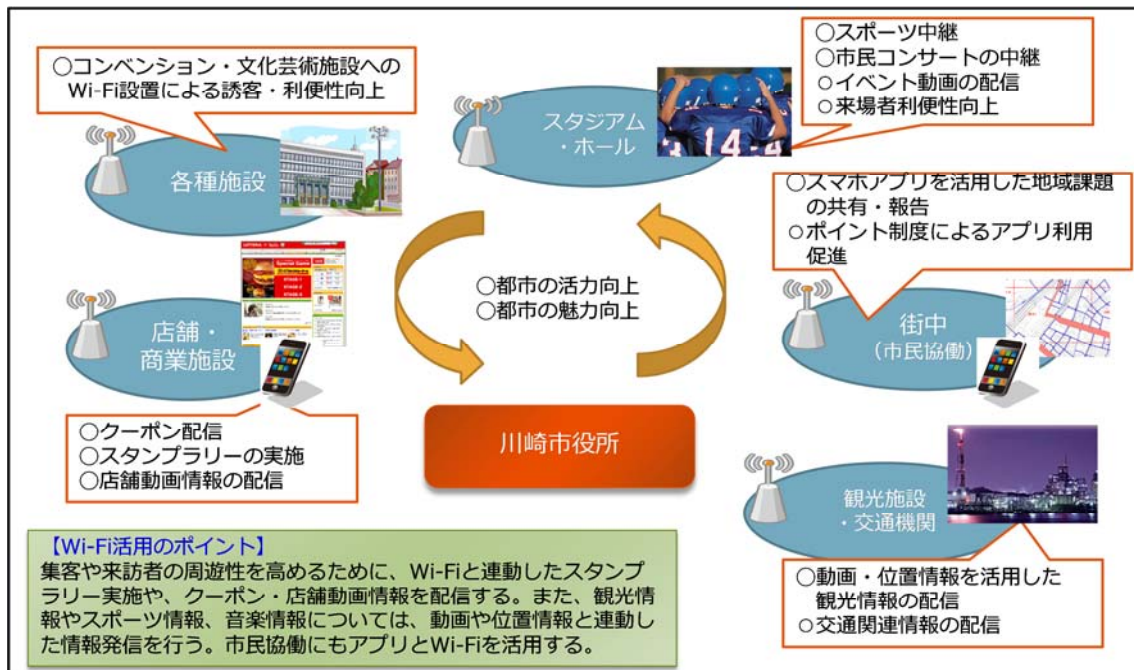 ○コンベンション・文化芸術施設への
Wi-Fi設置による誘客・利便性向上
各種施設
○スポーツ中継
○市民コンサートの中継
○イベント動画の配信
○来場者利便性向上
スタジアム
・ホール
14
○スマホアプリを活用した地域課題
の共有・報告
○ポイント制度によるアプリ利用
促進
街中
(市民協働)
○都市の活力向上
○都市の魅力向上
店舗・
商業施設
○クーポン配信
○スタンプラリーの実施
○店舗動画情報の配信
川崎市役所
観光施設
・交通機関
○動画・位置情報を活用した
観光情報の配信
○交通関連情報の配信
【Wi-Fi活用のポイント】
集客や来訪者の周遊性を高めるために、Wi-Fiと連動したスタンプ
ラリー実施や、クーポン・店舗動画情報を配信する。また、観光情
報やスポーツ情報、音楽情報については、動画や位置情報と連動し
た情報発信を行う。市民協働にもアプリとWi-Fiを活用する。